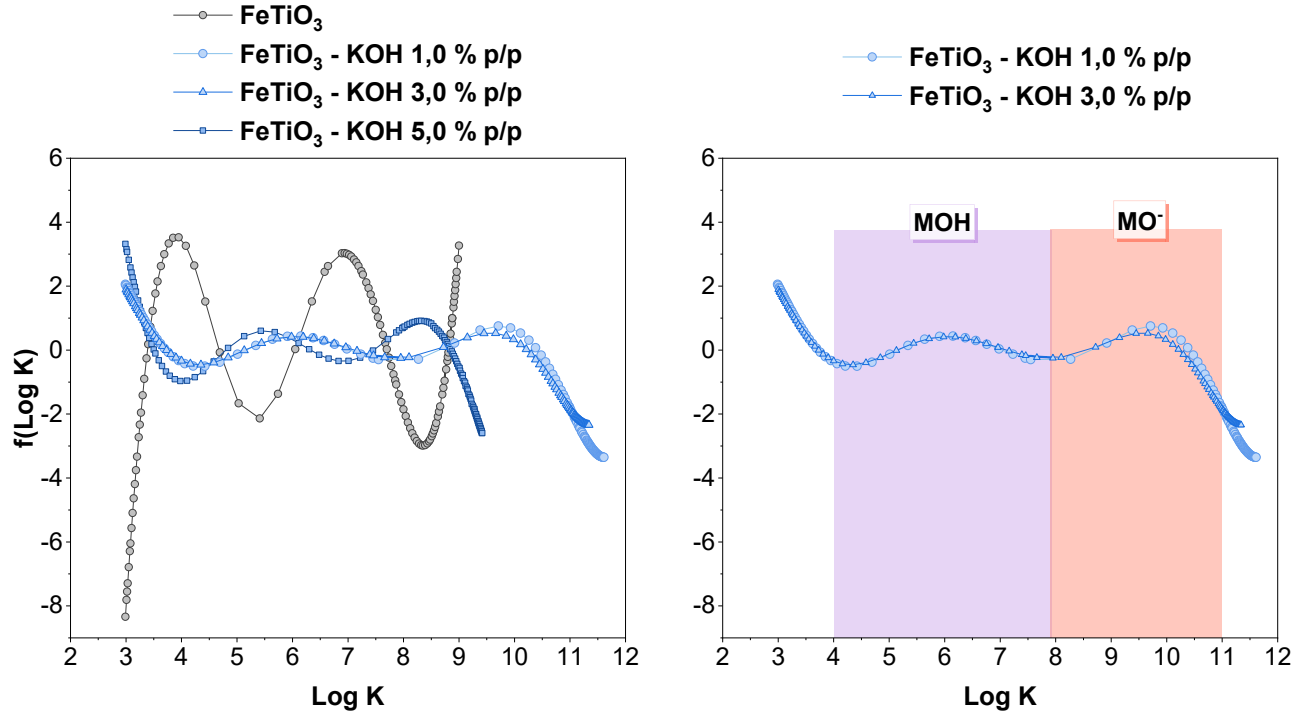 FeTiO₃
FeTiO₃ - KOH 1,0 % p/p
FeTiO₃ - KOH 3,0 % p/p
FeTiO₃ - KOH 5,0 % p/p
6
4
2
0
-2
-4
-6
-8
f(Log K)
2 3 4 5 6 7 8 9 10 11 12
Log K
FeTiO₃ - KOH 1,0 % p/p
FeTiO₃ - KOH 3,0 % p/p
MOH
MO⁻
6
4
2
0
-2
-4
-6
-8
2 3 4 5 6 7 8 9 10 11 12
Log K